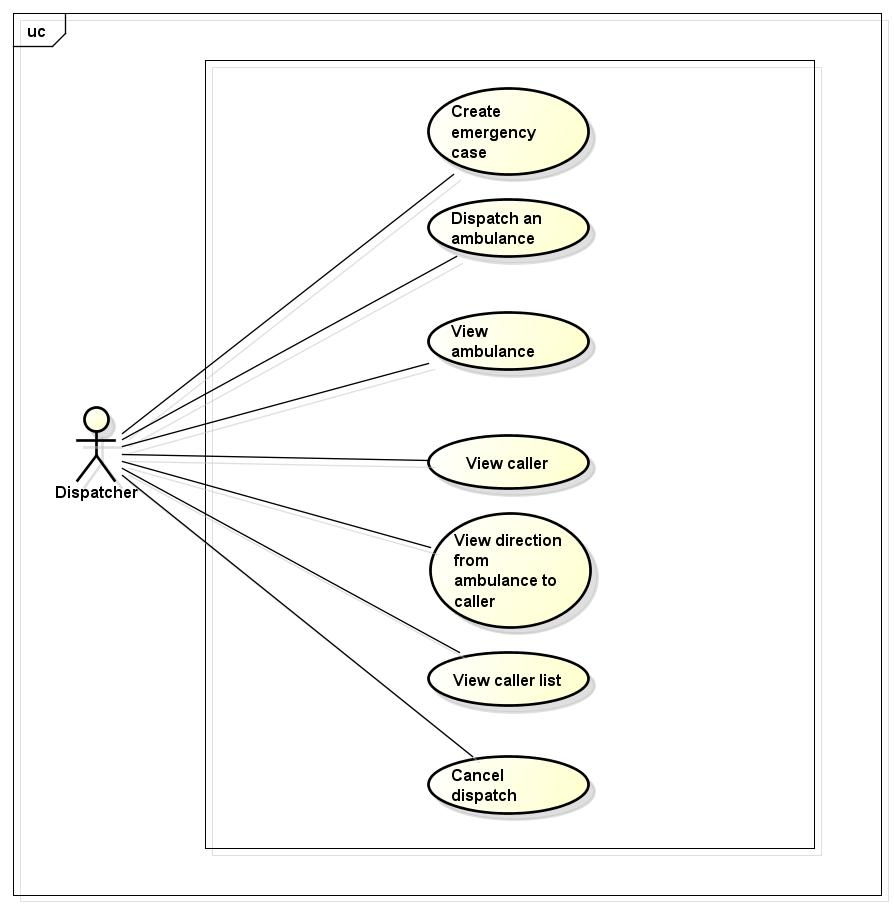 uc
Create
emergency
case
Dispatch an
ambulance
View
ambulance
View caller
Dispatcher
View direction
from
ambulance to
caller
View caller list
Cancel
dispatch